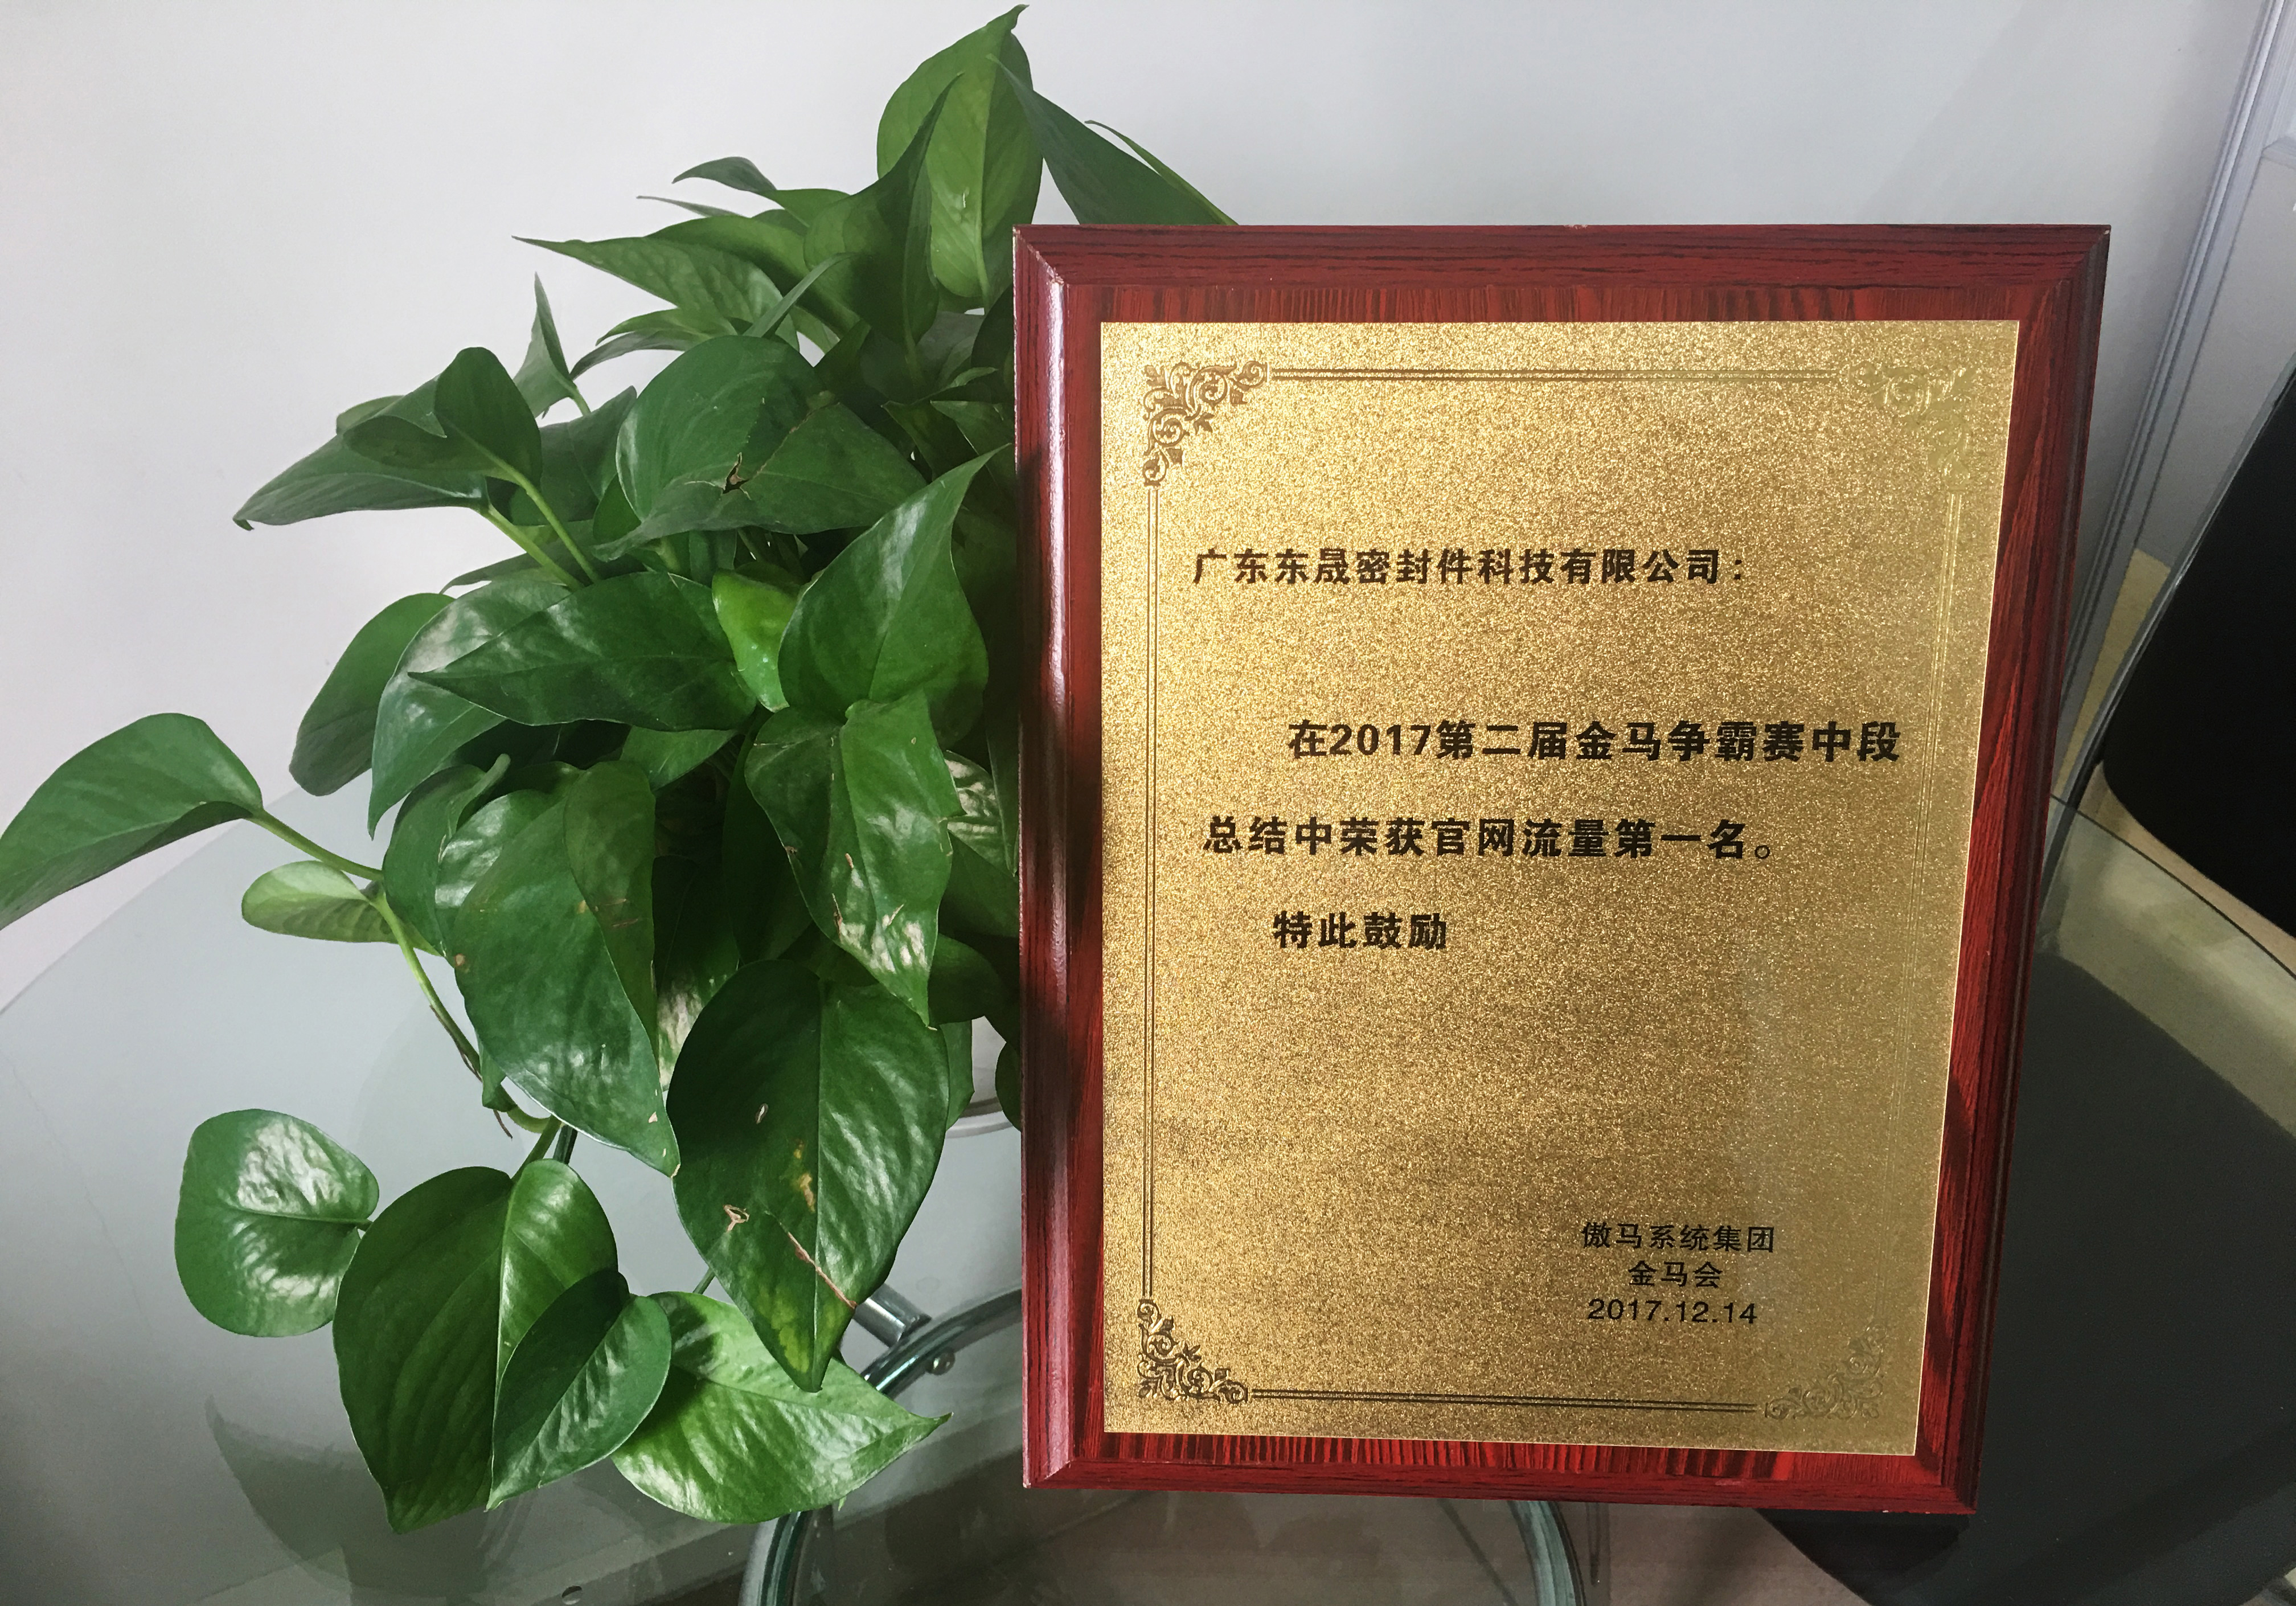 广东东晟密封件科技有限公司：
在2017第二届金马争霸赛中段
总结中荣获官网流量第一名。
特此鼓励
傲马系统集团
金马会
2017.12.14